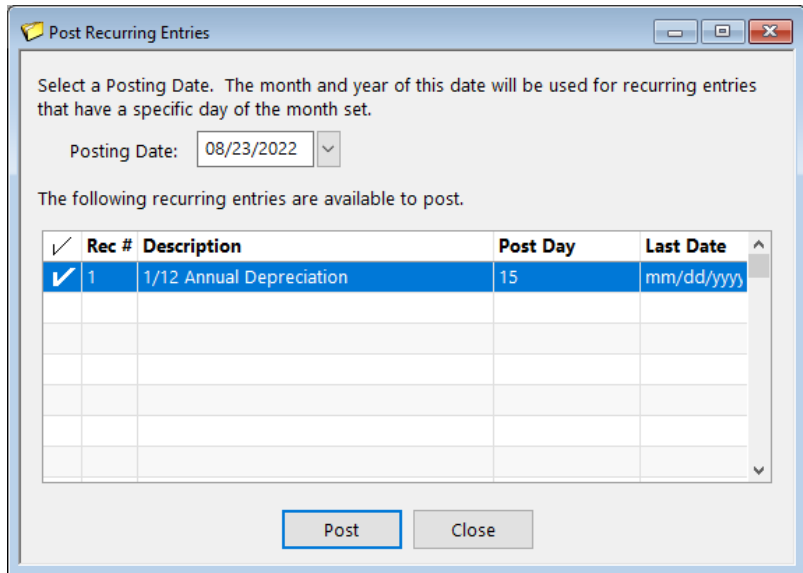 Post Recurring Entries
Select a Posting Date.  The month and year of this date will be used for recurring entries
that have a specific day of the month set.
Posting Date: 08/23/2022
The following recurring entries are available to post.
Rec # Description Post Day Last Date
1 1/12 Annual Depreciation 15 mm/dd/yyyy
Post Close